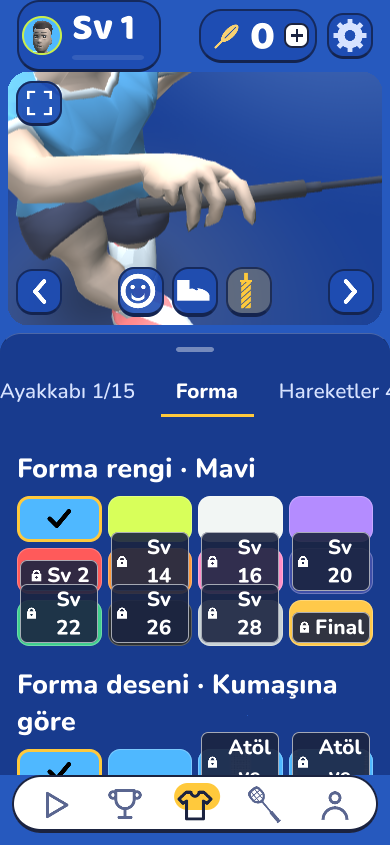 Sv 1
0
Ayakkabı 1/15 Forma Hareketler 4
Forma rengi · Mavi
Sv 14
Sv 16
Sv 20
Sv 2
Sv 22
Sv 26
Sv 28
Final
Forma deseni · Kumaşına göre
Atöl
Atöl